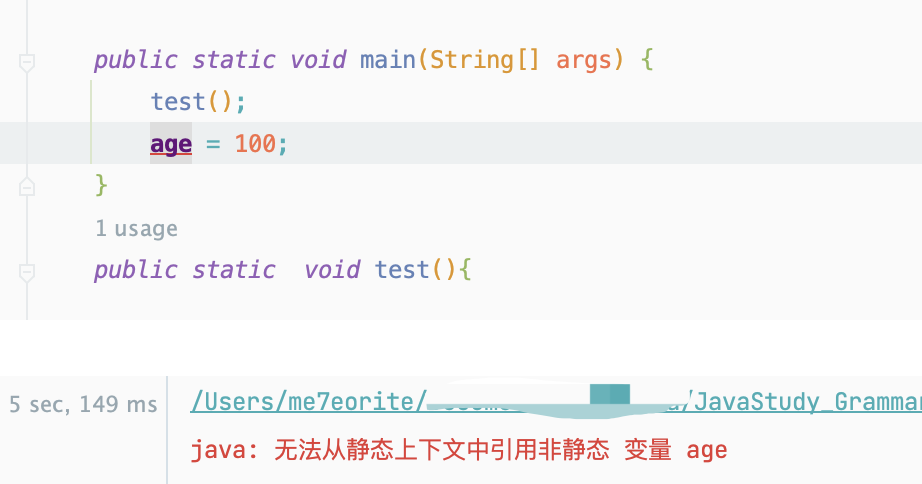 public static void main(String[] args) {
test();
age = 100;
}
1 usage
public static  void test(){
5 sec, 149 ms
/Users/me7eorite/ /JavaStudy_Gramma
java: 无法从静态上下文中引用非静态 变量 age